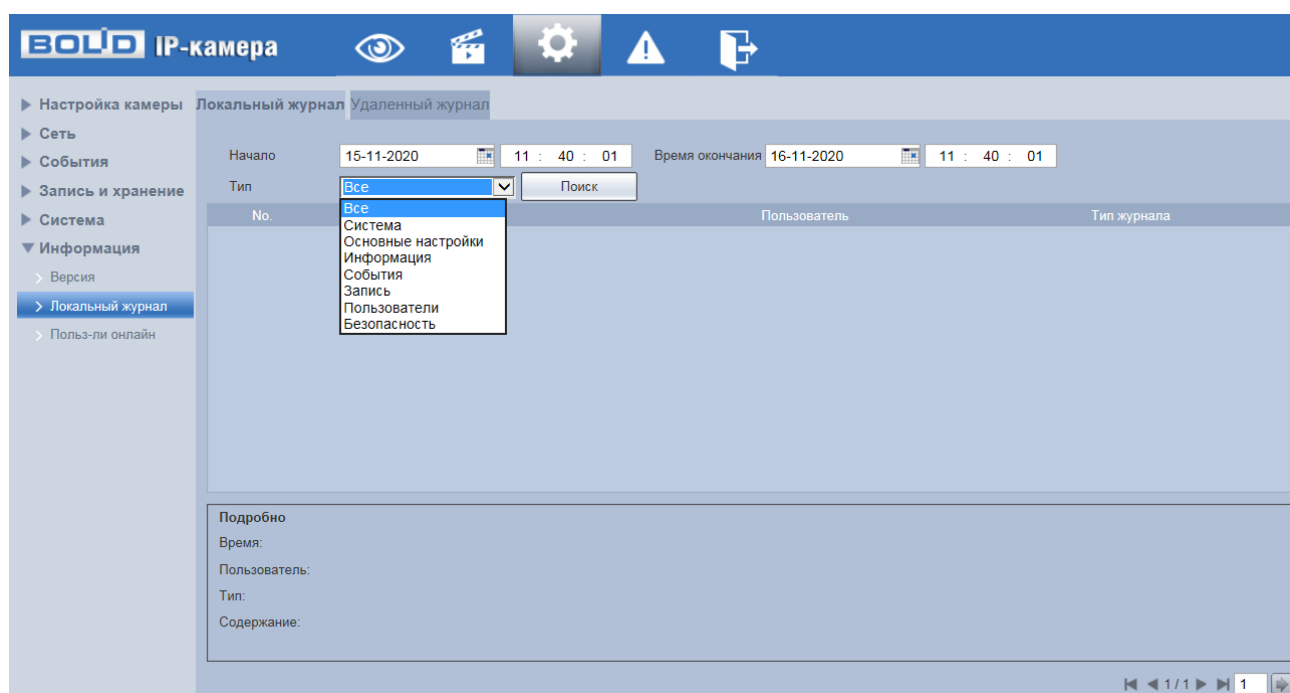 BOLID IP-камера
Настройка камеры
Сеть
События
Запись и хранение
Система
Информация
Версия
Локальный журнал
Польз-ли онлайн
Локальный журнал Удаленный журнал
Начало 15-11-2020 11 : 40 : 01 Время окончания 16-11-2020 11 : 40 : 01
Тип Все Поиск
No. Пользователь Тип журнала
Все
Система
Основные настройки
Информация
События
Запись
Пользователи
Безопасность
Подробно
Время:
Пользователь:
Тип:
Содержание:
1 / 1 1